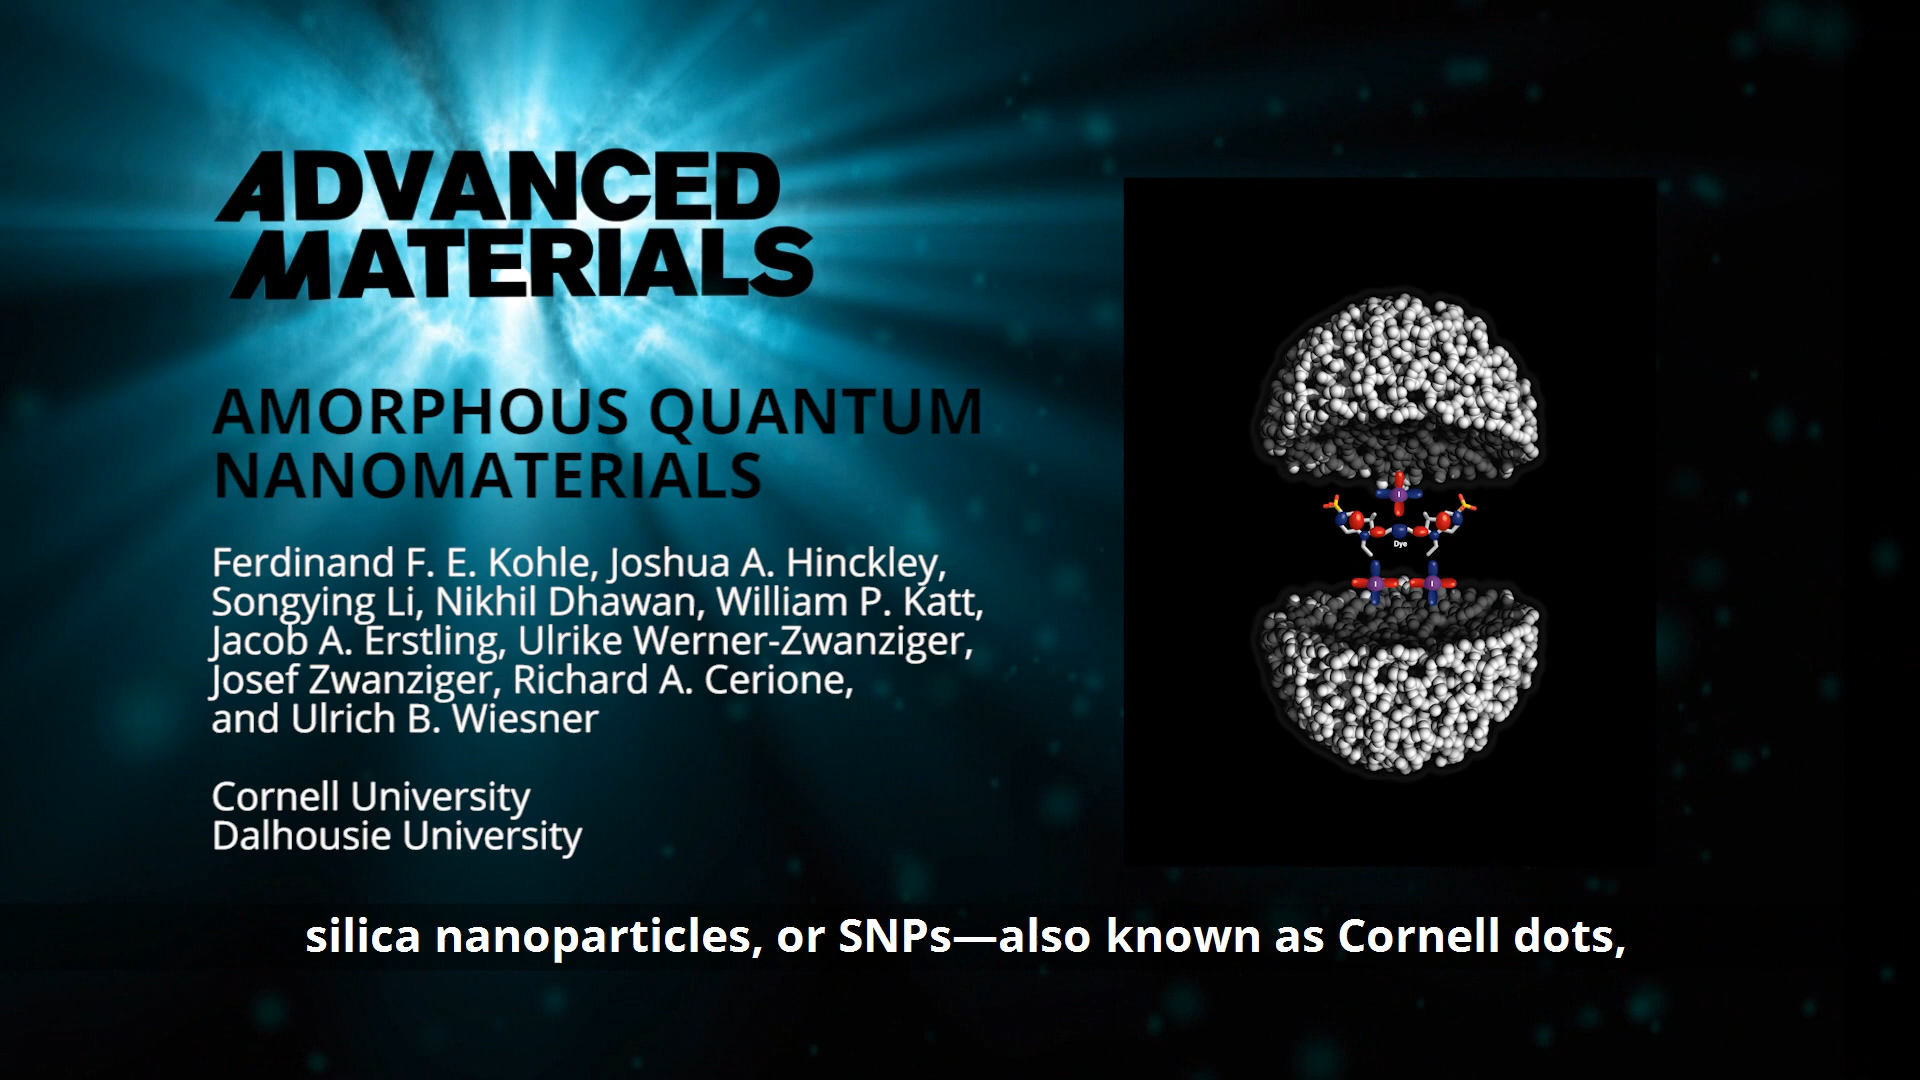 ADVANCED
MATERIALS
AMORPHOUS QUANTUM
NANOMATERIALS
Ferdinand F. E. Kohle, Joshua A. Hinckley,
Songying Li, Nikhil Dhawan, William P. Katt,
Jacob A. Erstling, Ulrike Werner-Zwanziger,
Josef Zwanziger, Richard A. Cerione,
and Ulrich B. Wiesner
Cornell University
Dalhousie University
I
Dye
I I
silica nanoparticles, or SNPs—also known as Cornell dots,